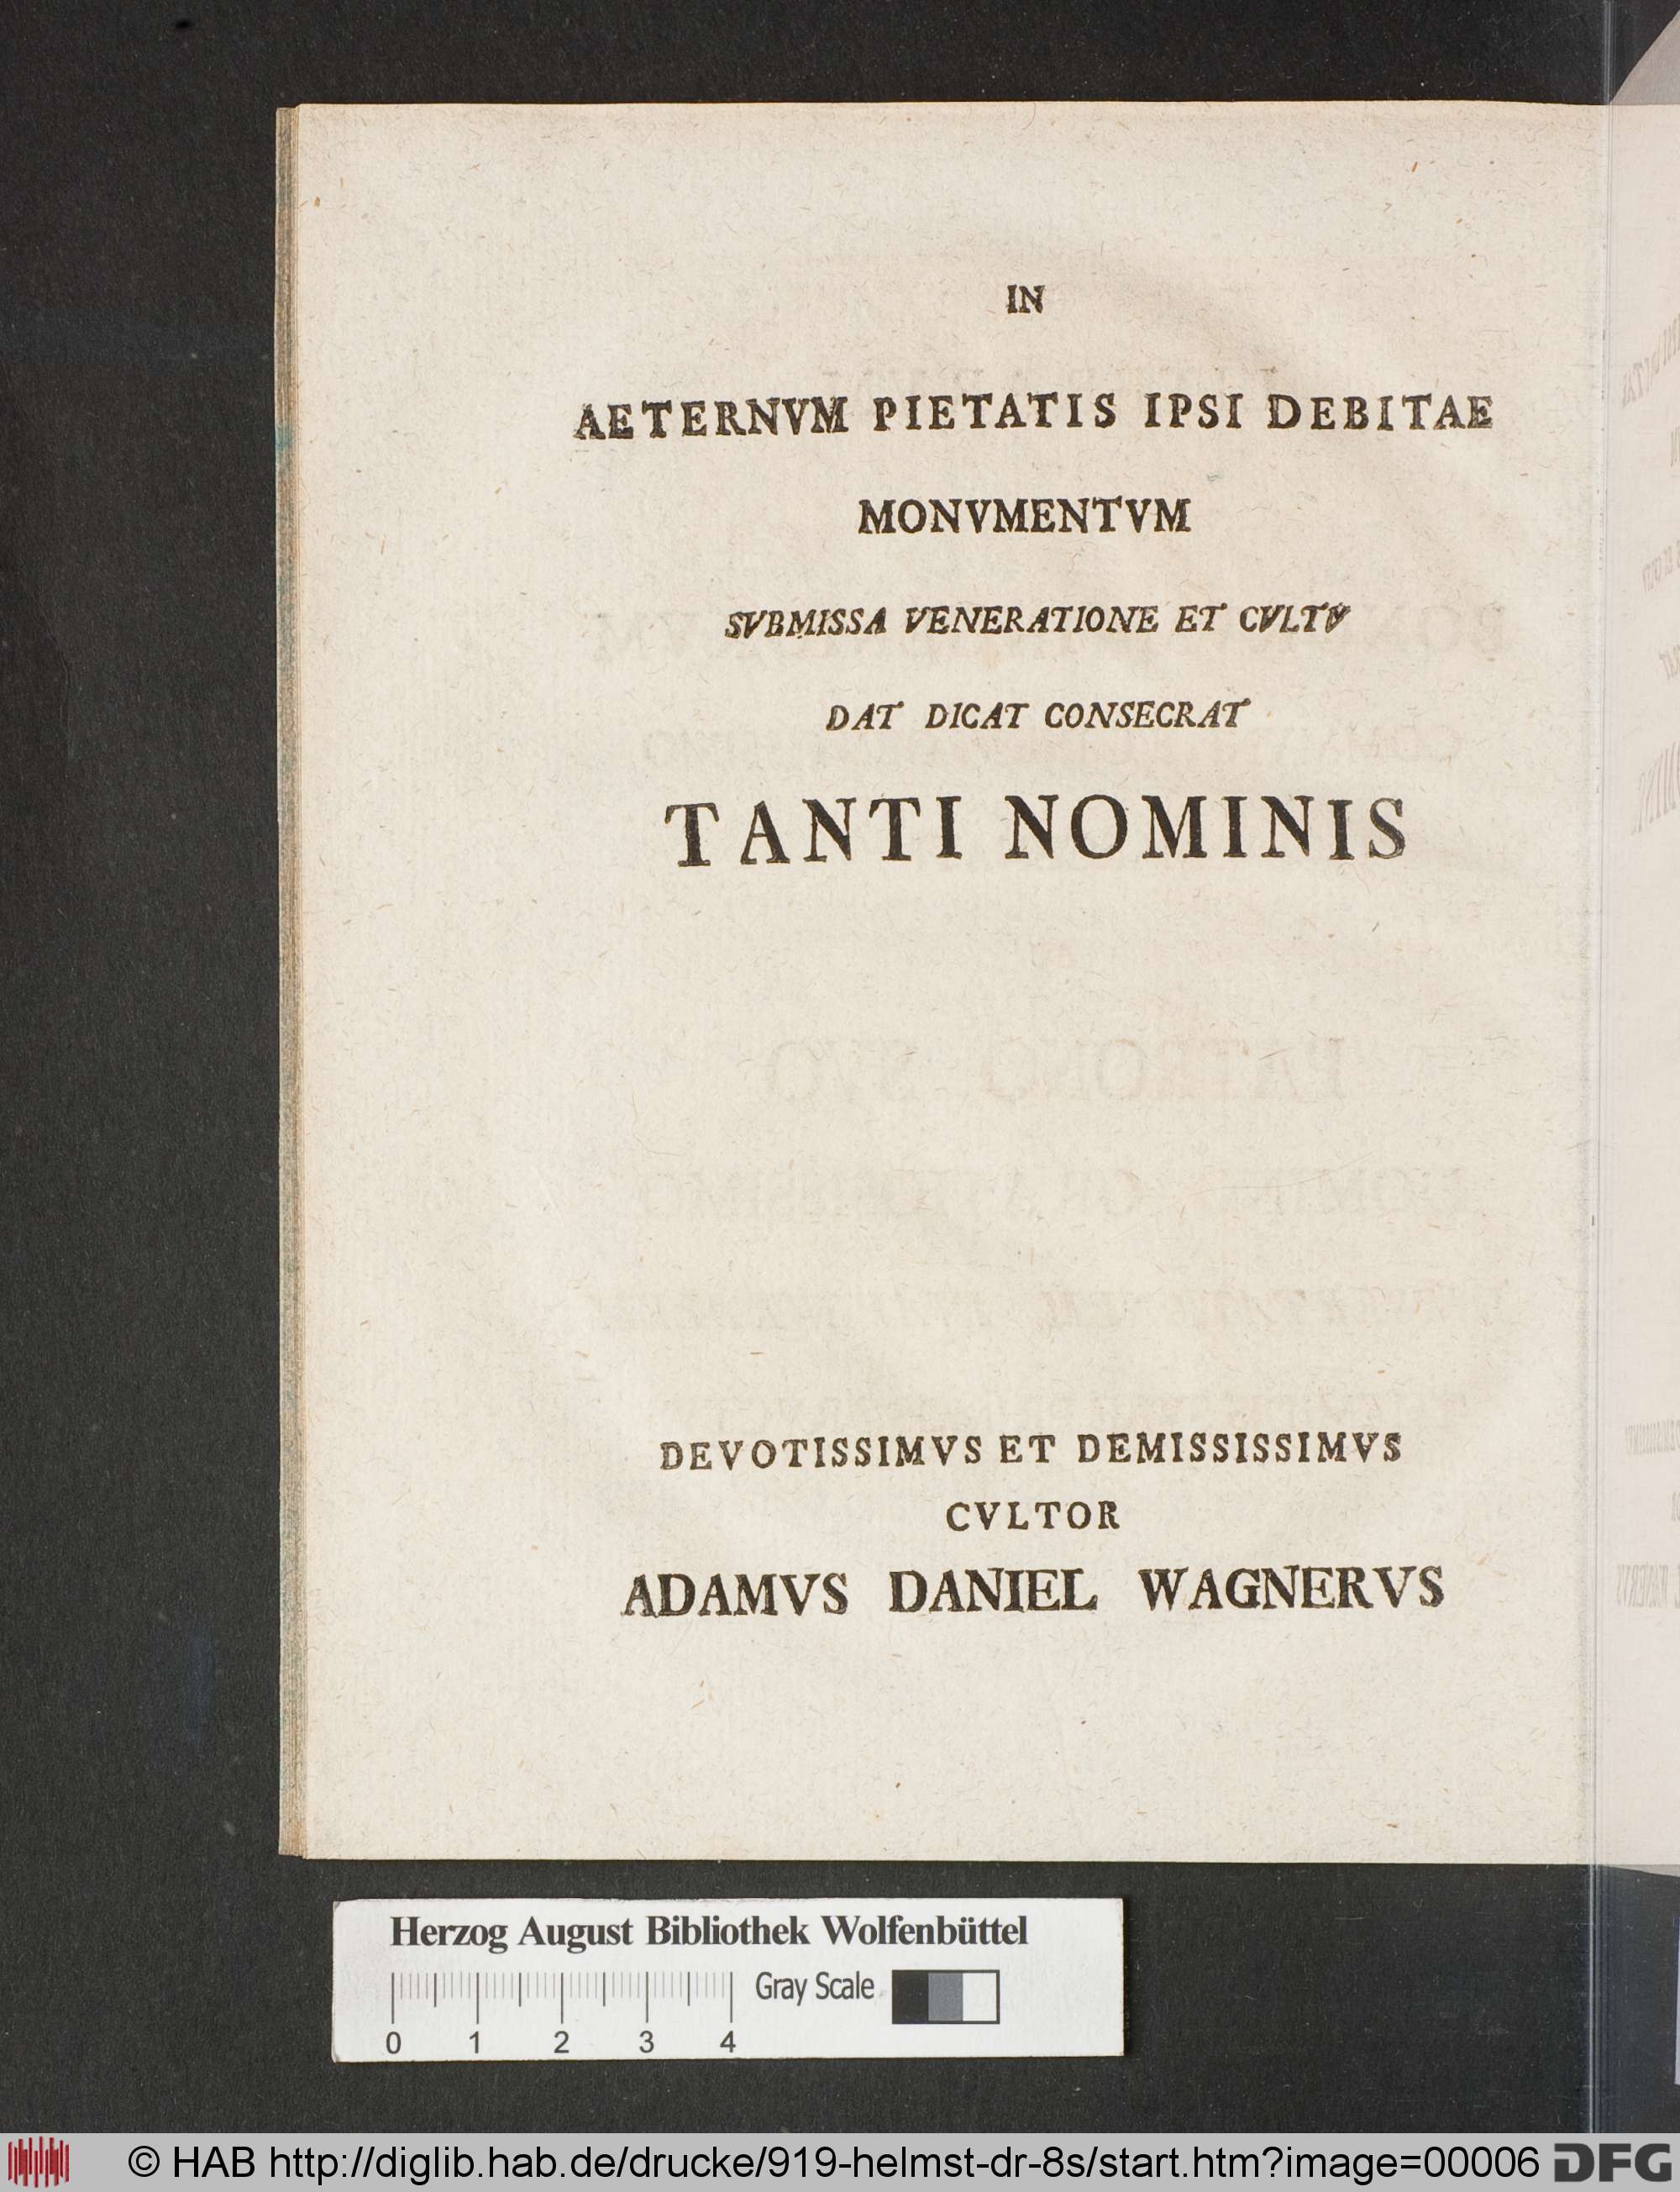 IN
AETERNVM PIETATIS IPSI DEBITAE
MONVMENTVM
SVBMISSA VENERATIONE ET CVLTV
DAT DICAT CONSECRAT
TANTI NOMINIS
PATRONO SVO
DEVOTISSIMVS ET DEMISSISSIMVS
CVLTOR
ADAMVS DANIEL WAGNERVS
Herzog August Bibliothek Wolfenbüttel
Gray Scale
0 1 2 3 4
© HAB http://diglib.hab.de/drucke/919-helmst-dr-8s/start.htm?image=00006 DFG